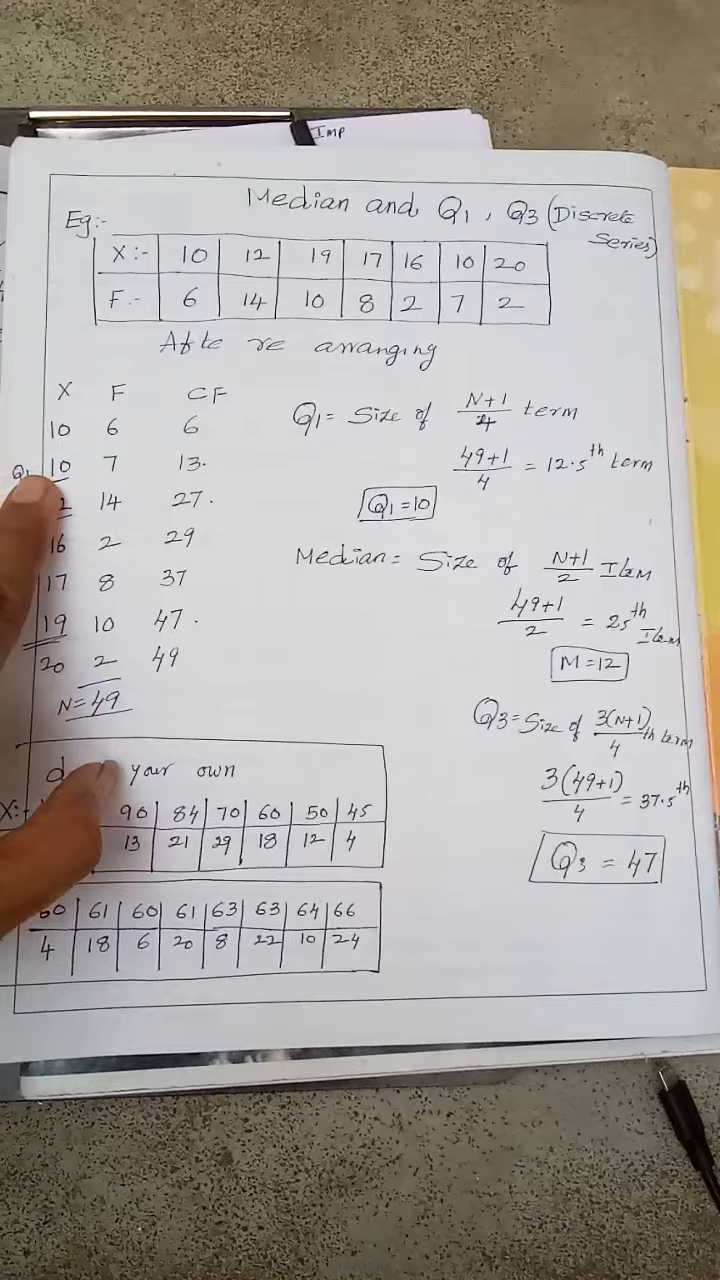 IMP
Median and Q1, Q3 (Discrete Series)
Eg:-
X:- 10 12 19 17 16 10 20
F:- 6 14 10 8 2 7 2
Afte re arranging
X F CF
10 6 6
Q1 10 7 13.
2 14 27.
16 2 29
17 8 37
19 10 47.
20 2 49
N=49
Q1 = Size of N+1/4 term
49+1/4 = 12.5th term
Q1=10
Median = Size of N+1/2 Item
49+1/2 = 25th Item
M=12
Q3 = Size of 3(N+1)/4 th term
3(49+1)/4 = 37.5th
Q3 = 47
your own
X:- 90 84 70 60 50 45
13 21 29 18 12 4
60 61 60 61 63 63 64 66
4 18 6 20 8 22 10 24